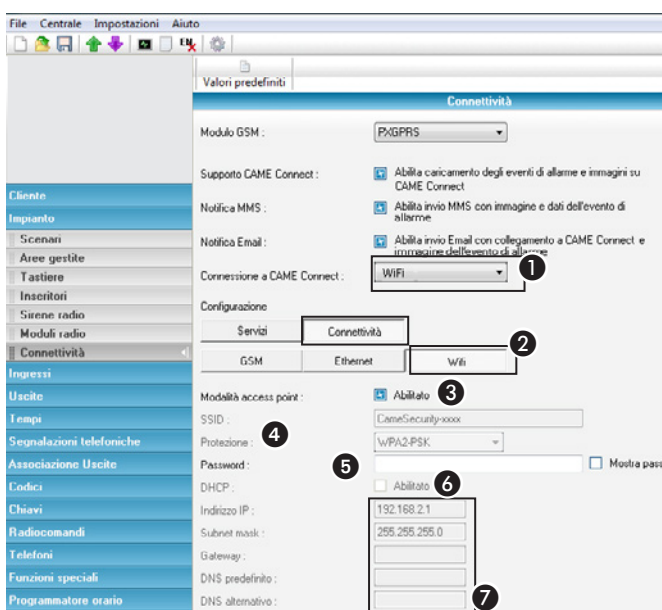 File Centrale Impostazioni Aiuto
EN
Valori predefiniti
Connettività
Modulo GSM : PXGPRS
Supporto CAME Connect : Abilita caricamento degli eventi di allarme e immagini su
CAME Connect
Notifica MMS : Abilita invio MMS con immagine e dati dell'evento di
allarme
Notifica Email : Abilita invio Email con collegamento a CAME Connect e
immagine dell'evento di allarme
Connessione a CAME Connect : WiFi 1
Configurazione
Servizi Connettività
2
GSM Ethernet Wifi
Modalità access point : Abilitato 3
SSID : CameSecurity-xxxx
Protezione : 4 WPA2-PSK
Password : 5 Mostra pass
DHCP : Abilitato 6
Indirizzo IP : 192.168.2.1
Subnet mask : 255.255.255.0
Gateway :
DNS predefinito :
DNS alternativo : 7
Cliente
Impianto
Scenari
Aree gestite
Tastiere
Inseritori
Sirene radio
Moduli radio
Connettività
Ingressi
Uscite
Tempi
Segnalazioni telefoniche
Associazione Uscite
Codici
Chiavi
Radiocomandi
Telefoni
Funzioni speciali
Programmatore orario